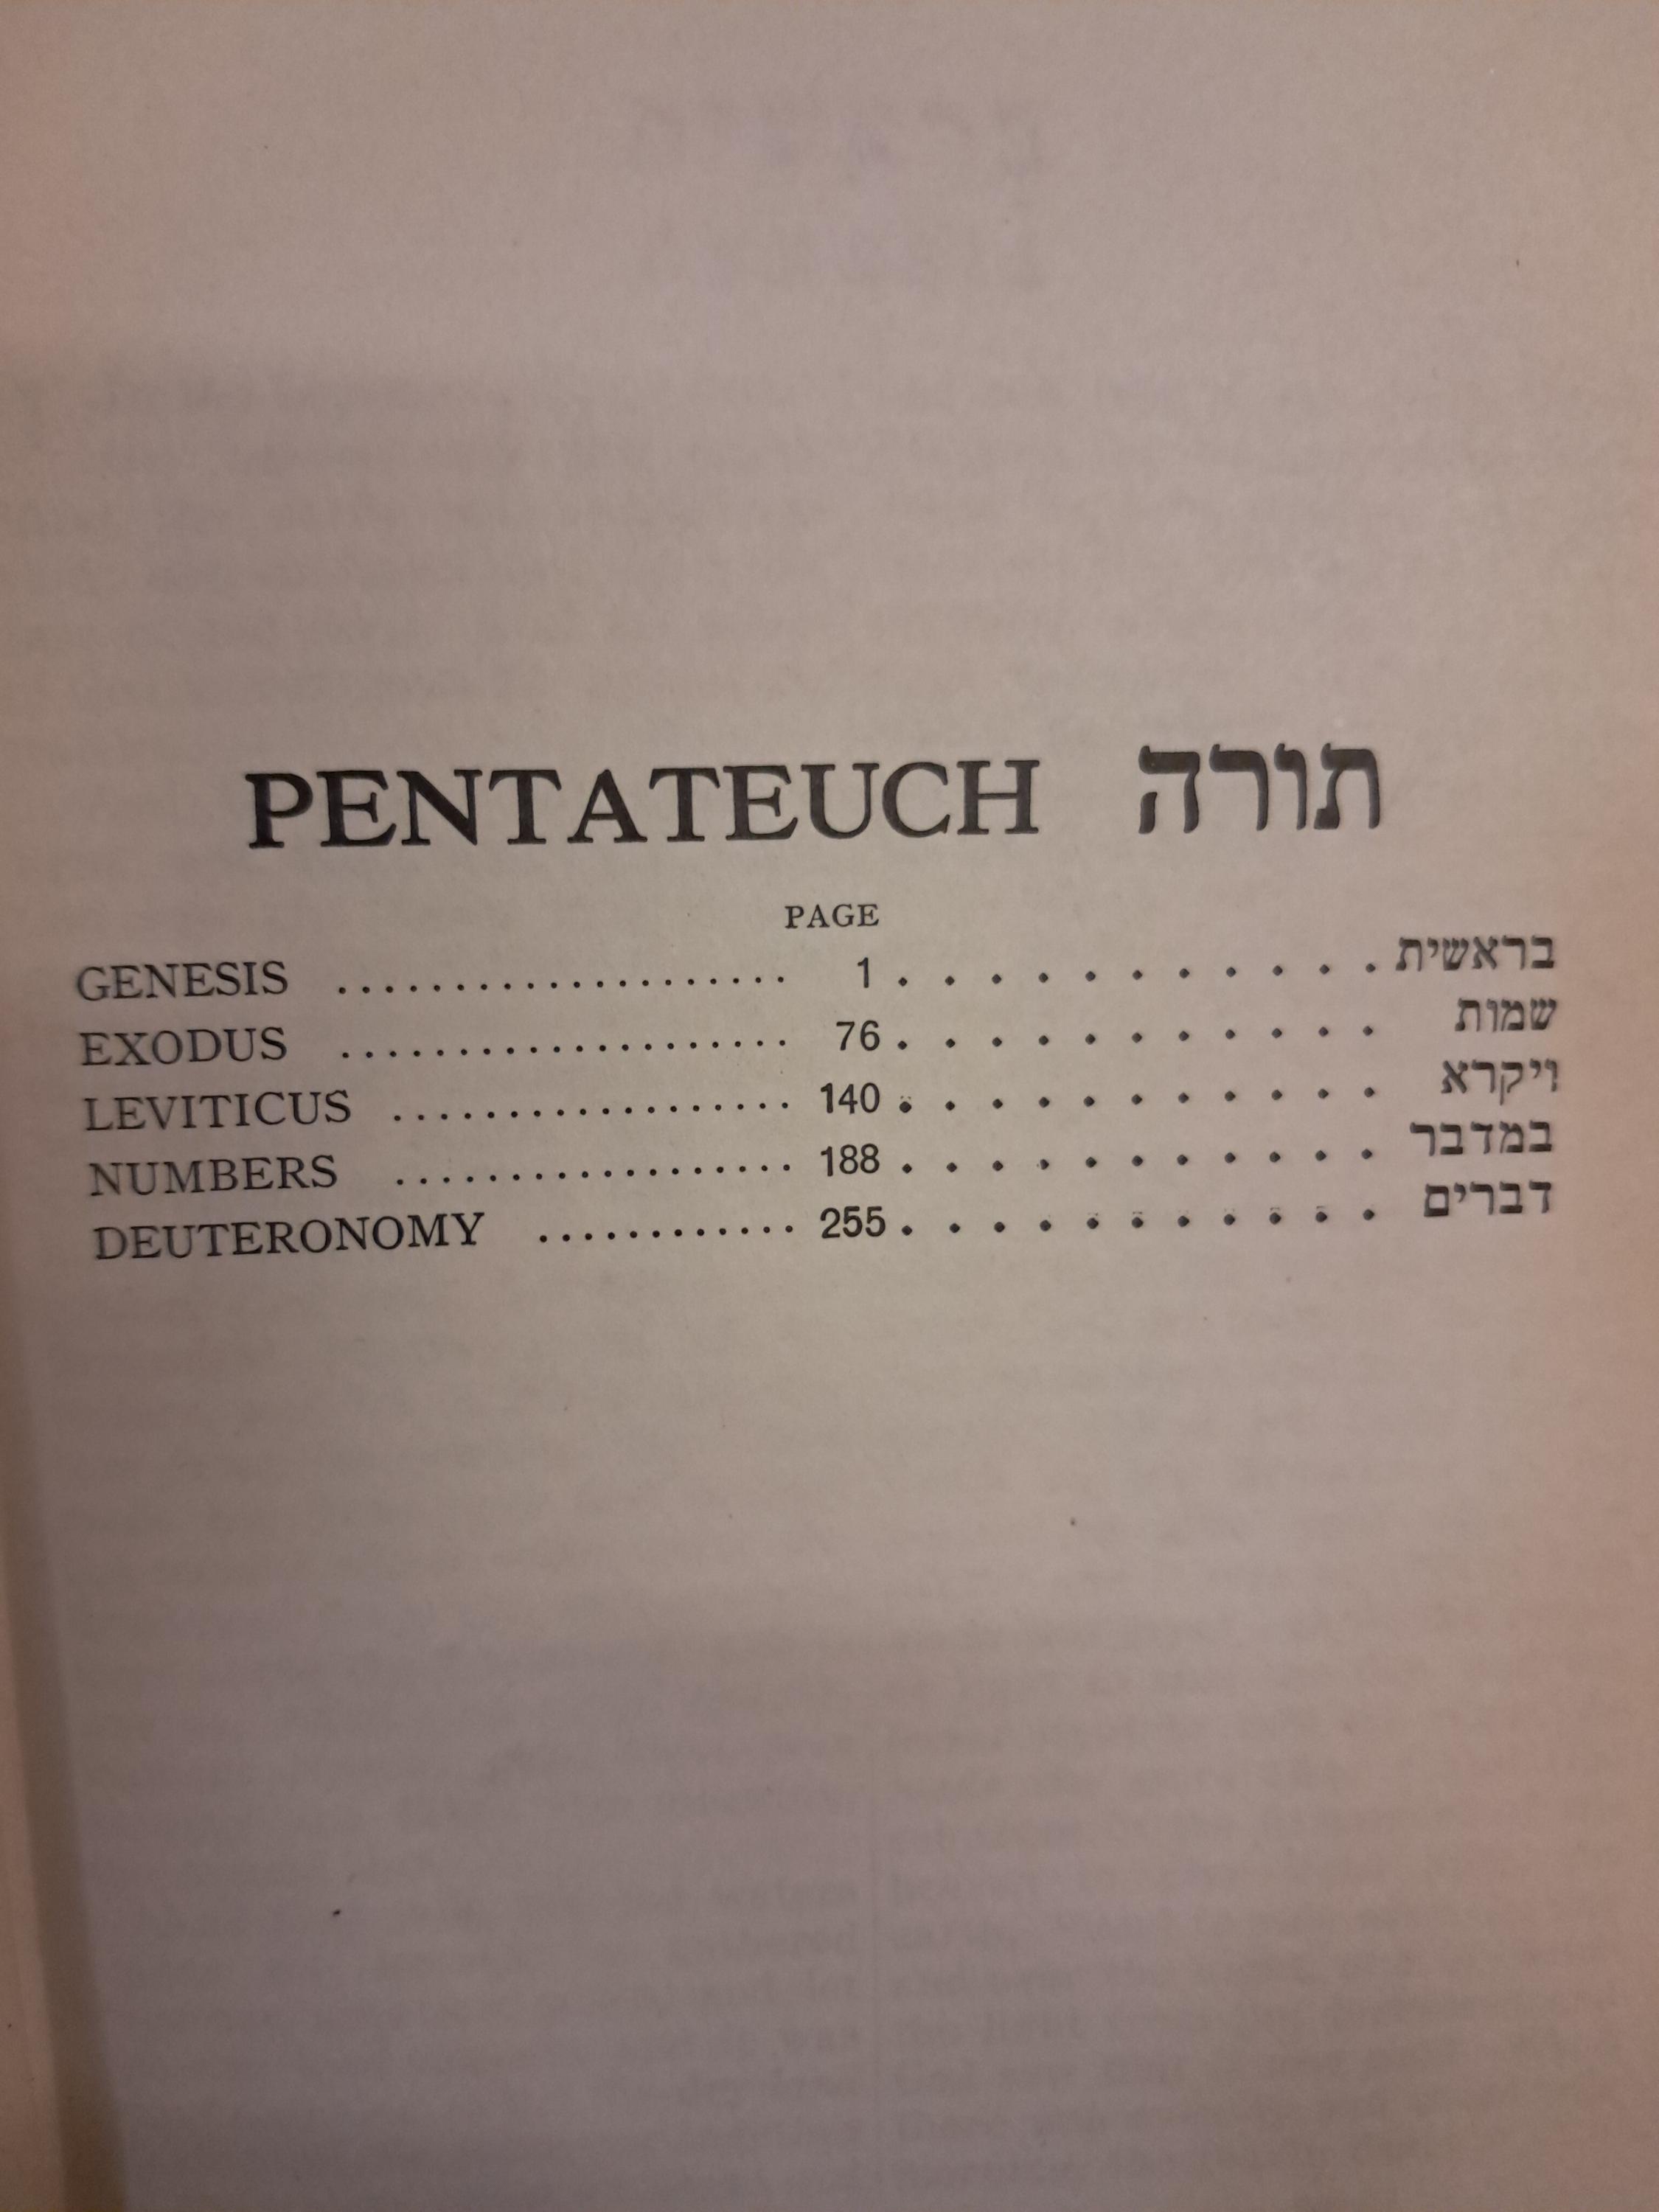 PENTATEUCH תורה
PAGE
GENESIS .................... 1 . . . . . . . . . . . בראשית
EXODUS .................... 76 . . . . . . . . . . . שמות
LEVITICUS .................. 140 . . . . . . . . . . . ויקרא
NUMBERS .................. 188 . . . . . . . . . . . במדבר
DEUTERONOMY ............ 255 . . . . . . . . . . . דברים